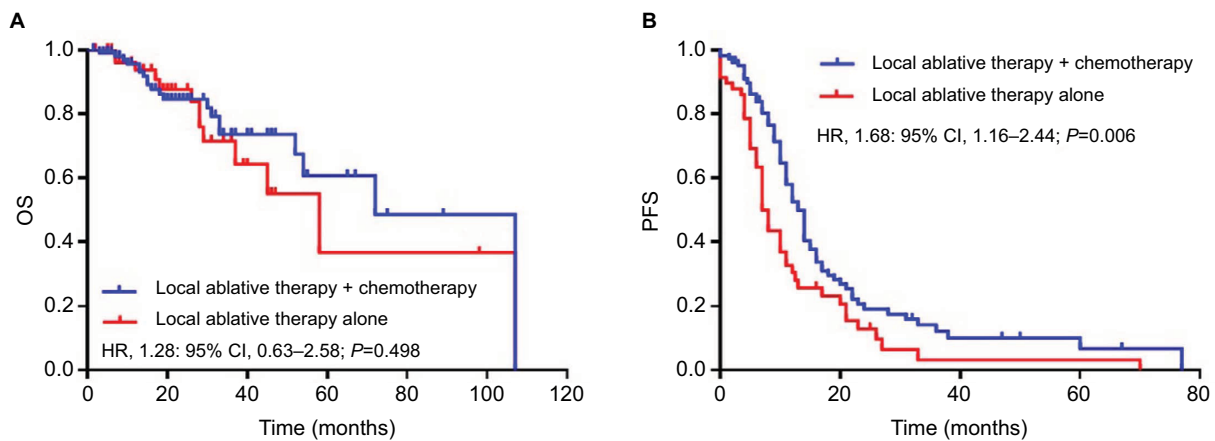 A
OS
1.0
0.8
0.6
0.4
0.2
0.0
Local ablative therapy + chemotherapy
Local ablative therapy alone
HR, 1.28: 95% CI, 0.63–2.58; P=0.498
0 20 40 60 80 100 120
Time (months)
B
PFS
1.0
0.8
0.6
0.4
0.2
0.0
Local ablative therapy + chemotherapy
Local ablative therapy alone
HR, 1.68: 95% CI, 1.16–2.44; P=0.006
0 20 40 60 80
Time (months)